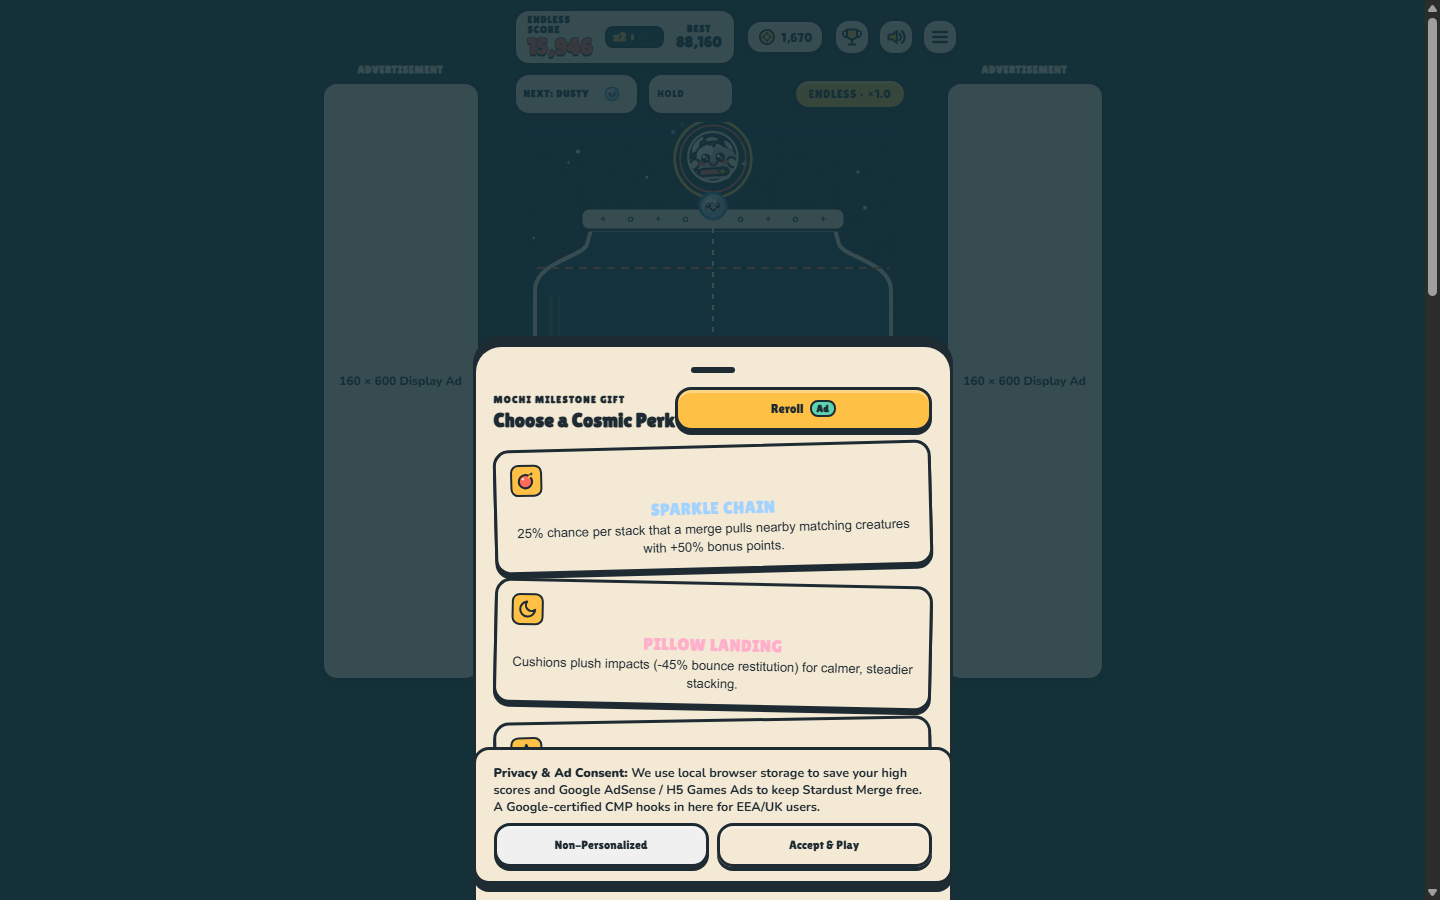 ENDLESS
SCORE
15,946
x2
BEST
88,160
1,670
ADVERTISEMENT
ADVERTISEMENT
NEXT: DUSTY
HOLD
ENDLESS · ×1.0
160 × 600 Display Ad
160 × 600 Display Ad
MOCHI MILESTONE GIFT
Choose a Cosmic Perk
Reroll Ad
SPARKLE CHAIN
25% chance per stack that a merge pulls nearby matching creatures
with +50% bonus points.
PILLOW LANDING
Cushions plush impacts (-45% bounce restitution) for calmer, steadier
stacking.
Privacy & Ad Consent: We use local browser storage to save your high
scores and Google AdSense / H5 Games Ads to keep Stardust Merge free.
A Google-certified CMP hooks in here for EEA/UK users.
Non-Personalized
Accept & Play